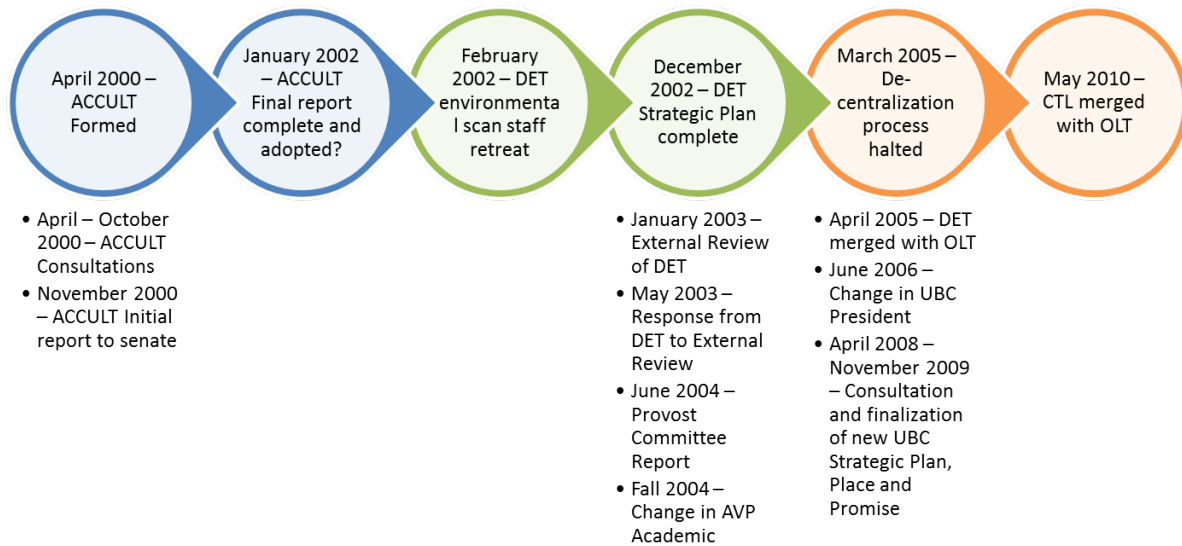 April 2000 –
ACCULT
Formed
January 2002
– ACCULT
Final report
complete and
adopted?
February
2002 – DET
environmenta
l scan staff
retreat
December
2002 – DET
Strategic Plan
complete
March 2005 –
De-
centralization
process
halted
May 2010 –
CTL merged
with OLT
• April – October
2000 – ACCULT
Consultations
• November 2000
– ACCULT Initial
report to senate
• January 2003 –
External Review
of DET
• May 2003 –
Response from
DET to External
Review
• June 2004 –
Provost
Committee
Report
• Fall 2004 –
Change in AVP
Academic
• April 2005 – DET
merged with OLT
• June 2006 –
Change in UBC
President
• April 2008 –
November 2009
– Consultation
and finalization
of new UBC
Strategic Plan,
Place and
Promise